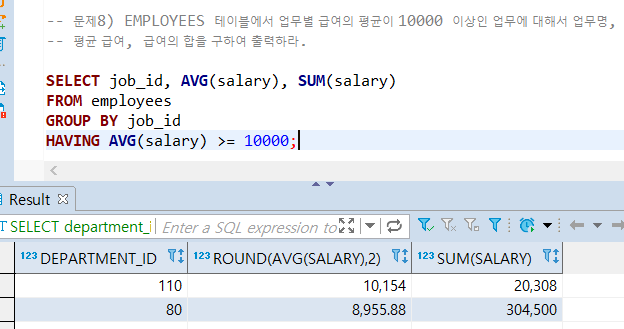 -- 문제8) EMPLOYEES 테이블에서 업무별 급여의 평균이 10000 이상인 업무에 대해서 업무명,
-- 평균 급여, 급여의 합을 구하여 출력하라.
SELECT job_id, AVG(salary), SUM(salary)
FROM employees
GROUP BY job_id
HAVING AVG(salary) >= 10000;
Result
SELECT department_i Enter a SQL expression to
123 DEPARTMENT_ID 123 ROUND(AVG(SALARY),2) 123 SUM(SALARY)
110 10,154 20,308
80 8,955.88 304,500